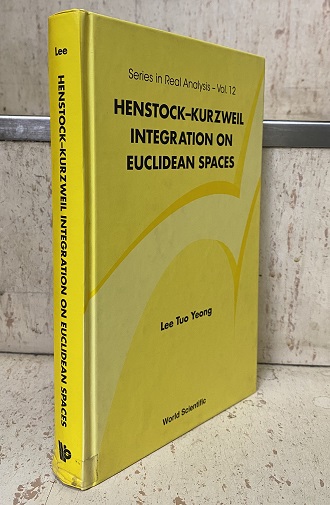 Lee
HENSTOCK–KURZWEIL INTEGRATION ON EUCLIDEAN SPACES
Series in Real Analysis – Vol. 12
HENSTOCK–KURZWEIL
INTEGRATION ON
EUCLIDEAN SPACES
Lee Tuo Yeong
World Scientific